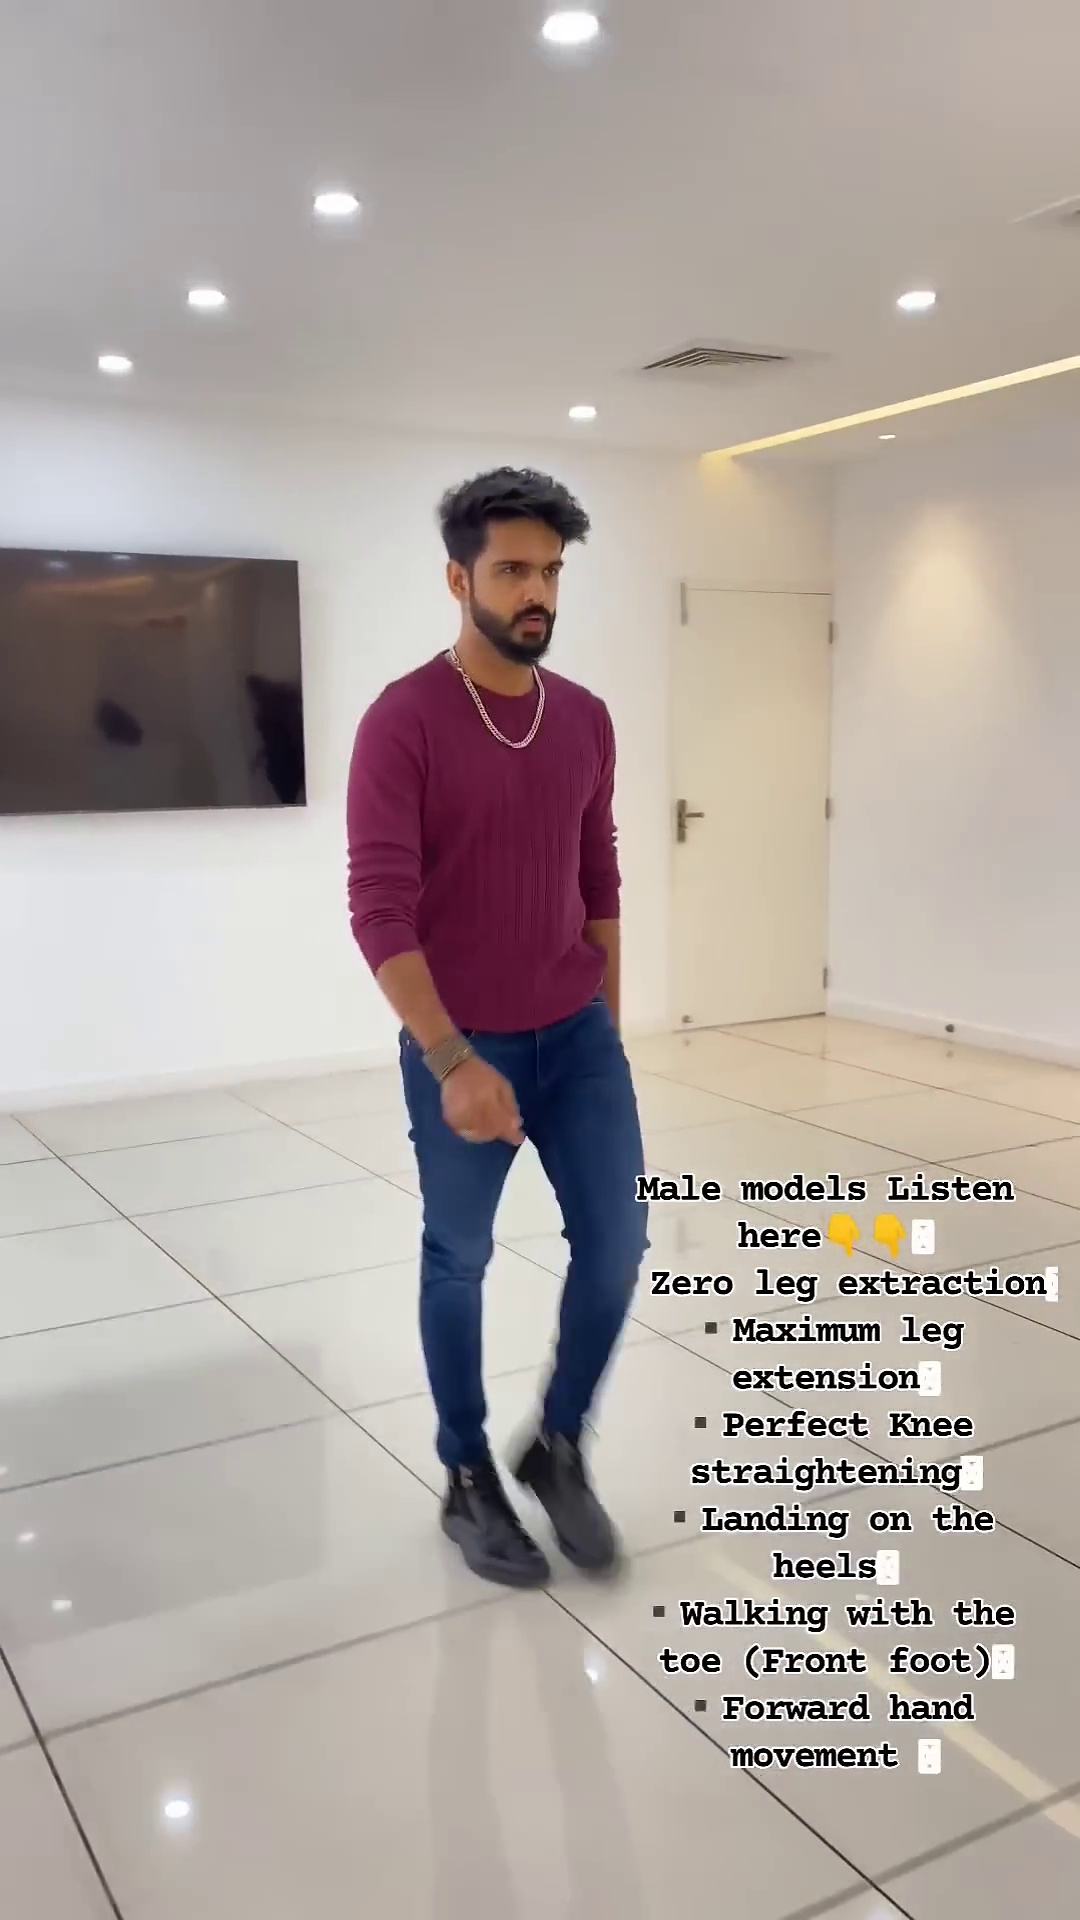 Male models Listen
here👇👇
Zero leg extraction
▪️Maximum leg
extension
▪️Perfect Knee
straightening
▪️Landing on the
heels
▪️Walking with the
toe (Front foot)
▪️Forward hand
movement